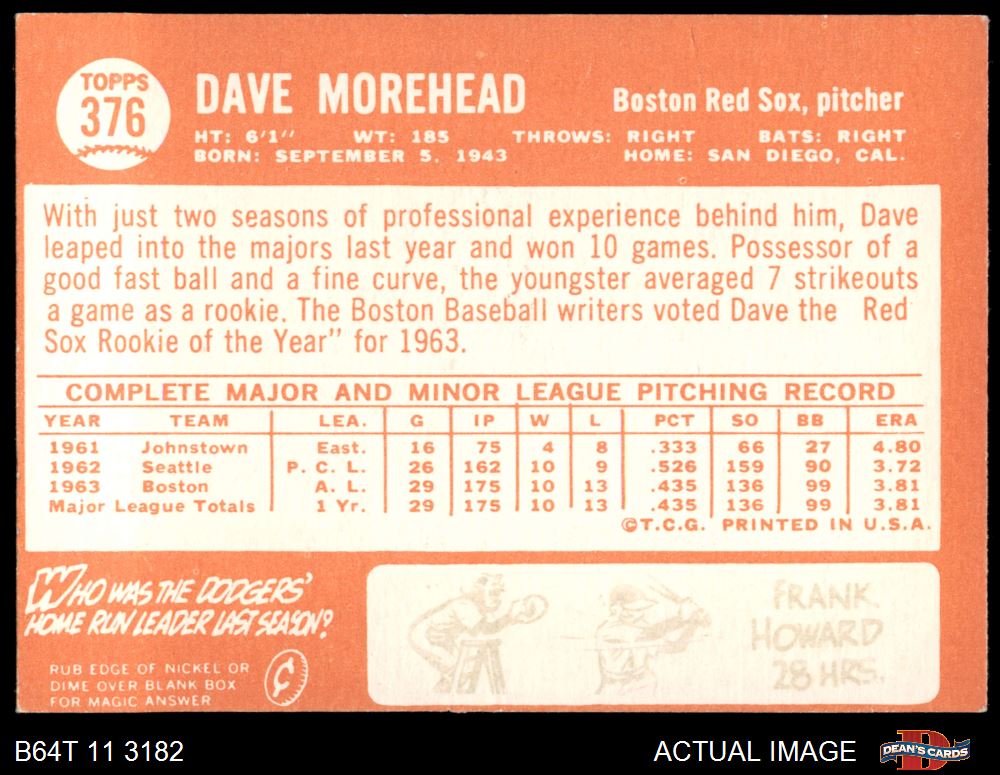 TOPPS
376
DAVE MOREHEAD
Boston Red Sox, pitcher
HT: 6'1" WT: 185 THROWS: RIGHT BATS: RIGHT
BORN: SEPTEMBER 5, 1943 HOME: SAN DIEGO, CAL.
With just two seasons of professional experience behind him, Dave
leaped into the majors last year and won 10 games. Possessor of a
good fast ball and a fine curve, the youngster averaged 7 strikeouts
a game as a rookie. The Boston Baseball writers voted Dave the Red
Sox Rookie of the Year" for 1963.
COMPLETE MAJOR AND MINOR LEAGUE PITCHING RECORD
YEAR TEAM LEA. G IP W L PCT SO BB ERA
1961 Johnstown East. 16 75 4 8 .333 66 27 4.80
1962 Seattle P. C. L. 26 162 10 9 .526 159 90 3.72
1963 Boston A. L. 29 175 10 13 .435 136 99 3.81
Major League Totals 1 Yr. 29 175 10 13 .435 136 99 3.81
©T.C.G. PRINTED IN U.S.A.
WHO WAS THE DODGERS'
HOME RUN LEADER LAST SEASON?
RUB EDGE OF NICKEL OR
DIME OVER BLANK BOX
FOR MAGIC ANSWER
FRANK
HOWARD
28 HRS.
B64T 11 3182 ACTUAL IMAGE
DEAN'S CARDS